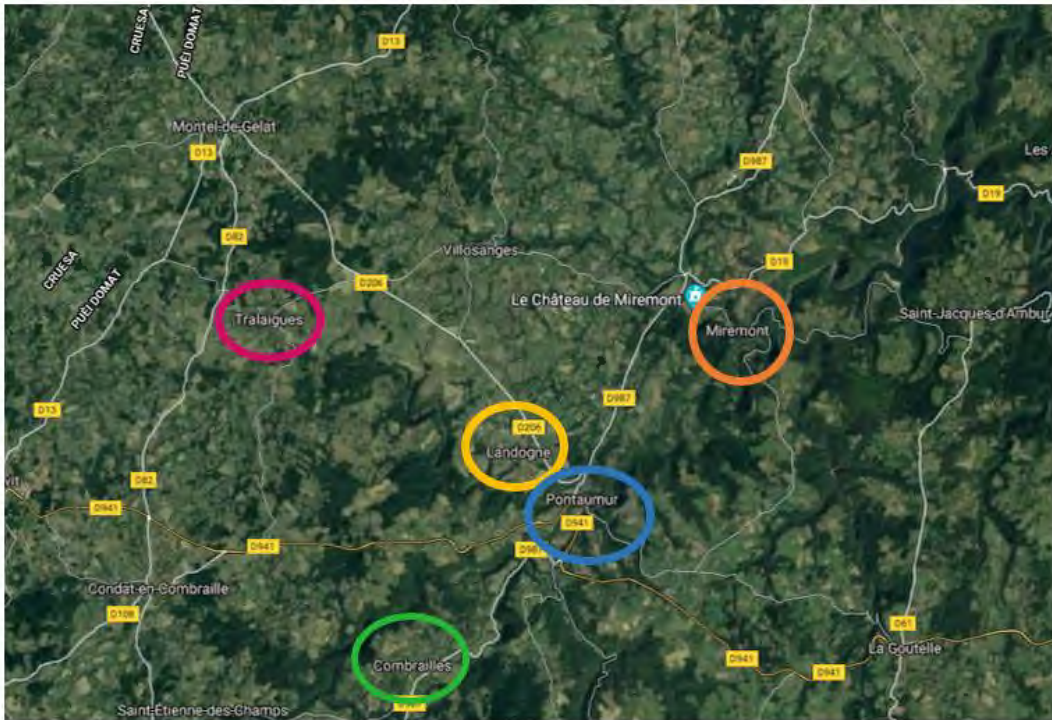 D13
CRUESA
PUÈI DOMAT
Montel-de-Gelat
D13
D987
Les
D19
D82
Villosanges
CRUESA
PUÈI DOMAT
D206
D19
Le Château de Miremont
Tralaigues
Miremont
Saint-Jacques-d'Ambur
D13
D987
D206
Landogne
D82
Pontaumur
D941
D941
D941
Condat-en-Combraille
D108
D61
La Goutelle
Combrailles
D941
D941
Saint-Étienne-des-Champs